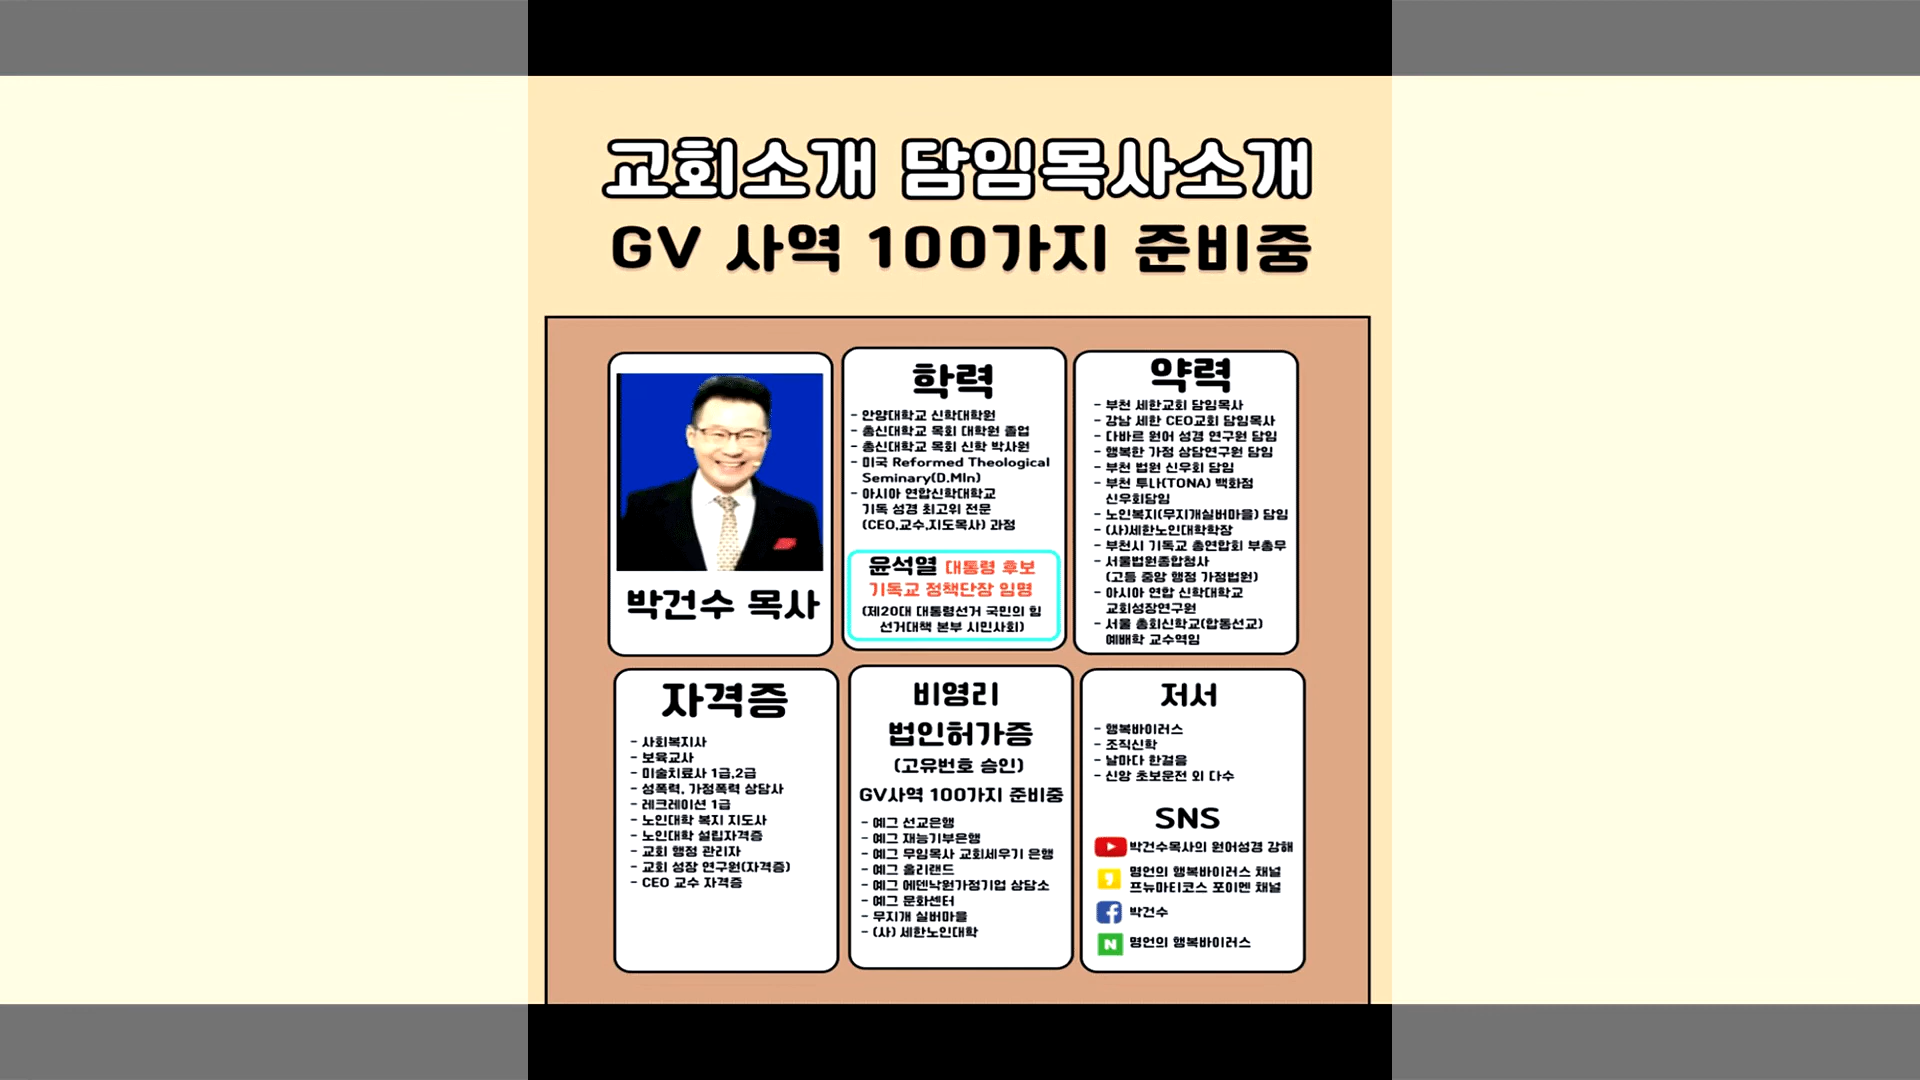 교회소개 담임목사소개
GV 사역 100가지 준비중
박건수 목사
학력
- 안양대학교 신학대학원
- 총신대학교 목회 대학원 졸업
- 총신대학교 목회 신학 박사원
- 미국 Reformed Theological
Seminary(D.MIn)
- 아시아 연합신학대학교
기독 성경 최고위 전문
(CEO,교수,지도목사) 과정
윤석열 대통령 후보
기독교 정책단장 임명
(제20대 대통령선거 국민의 힘
선거대책 본부 시민사회)
약력
- 부천 세한교회 담임목사
- 강남 세한 CEO교회 담임목사
- 다바르 원어 성경 연구원 담임
- 행복한 가정 상담연구원 담임
- 부천 법원 신우회 담임
- 부천 투나(TONA) 백화점
신우회담임
- 노인복지(무지개실버마을) 담임
- (사)세한노인대학학장
- 부천시 기독교 총연합회 부총무
- 서울법원종합청사
(고등 중앙 행정 가정법원)
- 아시아 연합 신학대학교
교회성장연구원
- 서울 총회신학교(합동선교)
예배학 교수역임
자격증
- 사회복지사
- 보육교사
- 미술치료사 1급,2급
- 성폭력, 가정폭력 상담사
- 레크레이션 1급
- 노인대학 복지 지도사
- 노인대학 설립자격증
- 교회 행정 관리자
- 교회 성장 연구원(자격증)
- CEO 교수 자격증
비영리
법인허가증
(고유번호 승인)
GV사역 100가지 준비중
- 예그 선교은행
- 예그 재능기부은행
- 예그 무임목사 교회세우기 은행
- 예그 홀리랜드
- 예그 에덴낙원가정기업 상담소
- 예그 문화센터
- 무지개 실버마을
- (사) 세한노인대학
저서
- 행복바이러스
- 조직신학
- 날마다 한걸음
- 신앙 초보운전 외 다수
SNS
박건수목사의 원어성경 강해
명언의 행복바이러스 채널
프뉴마티코스 포이멘 채널
박건수
N 명언의 행복바이러스